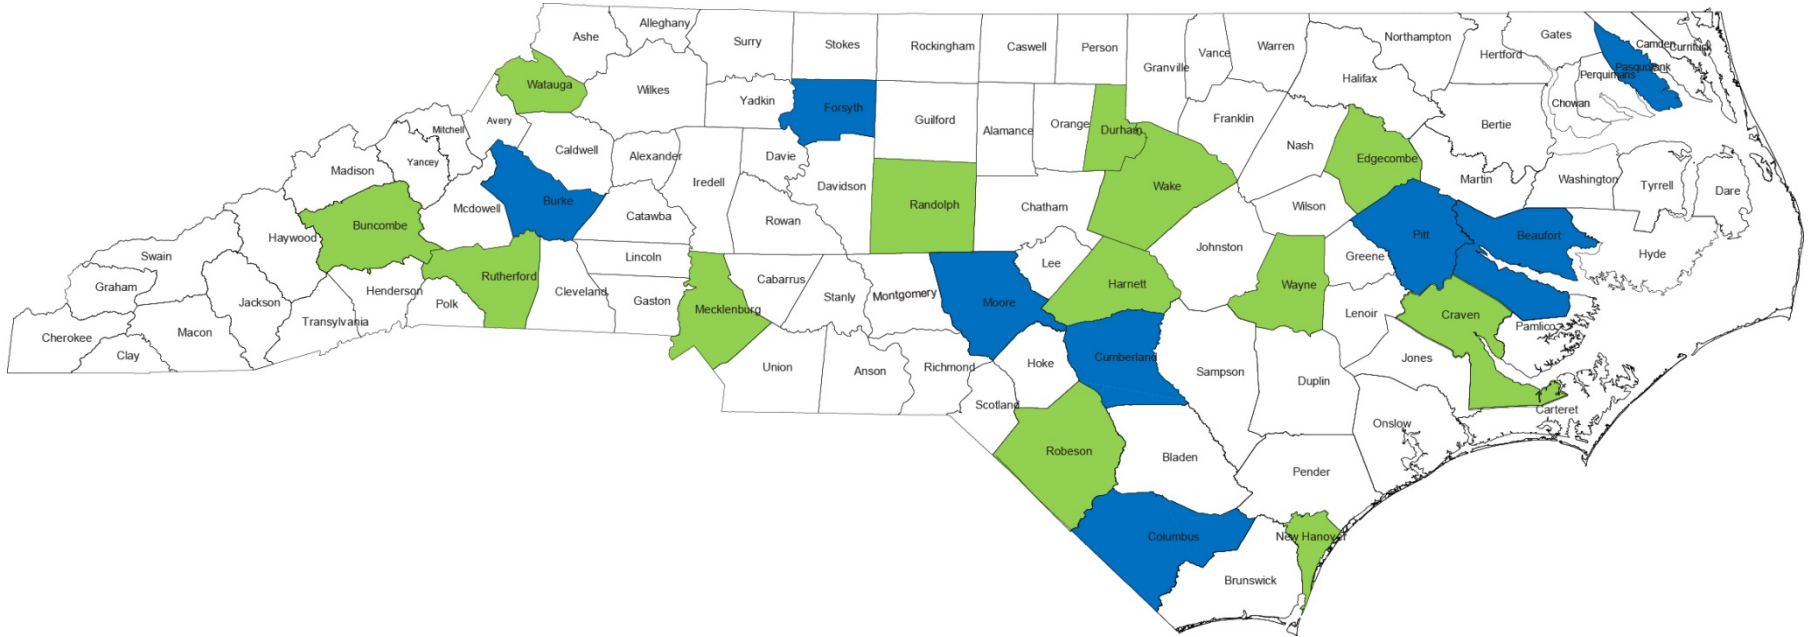 Alleghany
Ashe
Surry
Stokes
Rockingham
Caswell
Person
Vance
Warren
Northampton
Gates
Hertford
Camden
Currituck
Granville
Pasquotank
Perquimans
Halifax
Watauga
Wilkes
Yadkin
Forsyth
Chowan
Guilford
Franklin
Bertie
Mitchell
Avery
Alamance
Orange
Durham
Nash
Caldwell
Alexander
Davie
Edgecombe
Yancey
Madison
Iredell
Davidson
Wake
Martin
Washington
Tyrrell
Dare
Burke
Randolph
Mcdowell
Catawba
Rowan
Chatham
Wilson
Buncombe
Haywood
Pitt
Beaufort
Johnston
Swain
Lincoln
Lee
Greene
Hyde
Rutherford
Cabarrus
Graham
Henderson
Cleveland
Harnett
Wayne
Polk
Gaston
Stanly
Montgomery
Jackson
Moore
Mecklenburg
Lenoir
Craven
Transylvania
Macon
Pamlico
Cherokee
Clay
Cumberland
Jones
Union
Anson
Richmond
Hoke
Sampson
Duplin
Scotland
Carteret
Onslow
Robeson
Bladen
Pender
Columbus
New Hanover
Brunswick